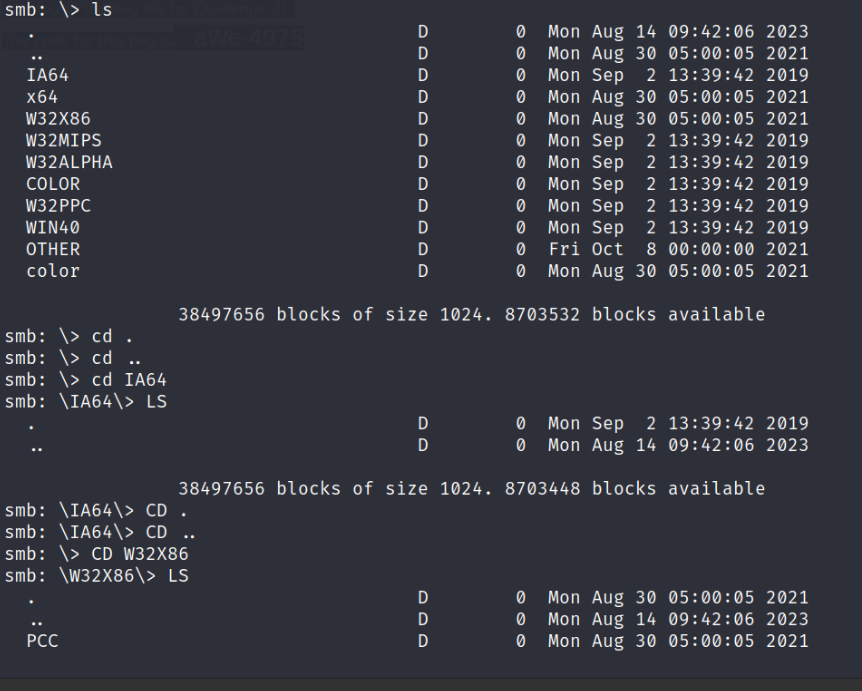 smb: \> ls
. D 0 Mon Aug 14 09:42:06 2023
.. D 0 Mon Aug 30 05:00:05 2021
IA64 D 0 Mon Sep 2 13:39:42 2019
x64 D 0 Mon Aug 30 05:00:05 2021
W32X86 D 0 Mon Aug 30 05:00:05 2021
W32MIPS D 0 Mon Sep 2 13:39:42 2019
W32ALPHA D 0 Mon Sep 2 13:39:42 2019
COLOR D 0 Mon Sep 2 13:39:42 2019
W32PPC D 0 Mon Sep 2 13:39:42 2019
WIN40 D 0 Mon Sep 2 13:39:42 2019
OTHER D 0 Fri Oct 8 00:00:00 2021
color D 0 Mon Aug 30 05:00:05 2021
38497656 blocks of size 1024. 8703532 blocks available
smb: \> cd .
smb: \> cd ..
smb: \> cd IA64
smb: \IA64\> LS
. D 0 Mon Sep 2 13:39:42 2019
.. D 0 Mon Aug 14 09:42:06 2023
38497656 blocks of size 1024. 8703448 blocks available
smb: \IA64\> CD .
smb: \IA64\> CD ..
smb: \> CD W32X86
smb: \W32X86\> LS
. D 0 Mon Aug 30 05:00:05 2021
.. D 0 Mon Aug 14 09:42:06 2023
PCC D 0 Mon Aug 30 05:00:05 2021